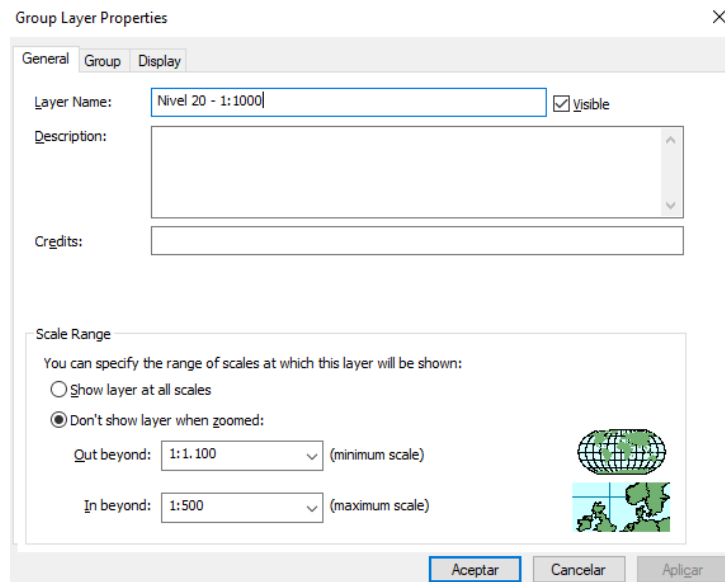 Group Layer Properties
General Group Display
Layer Name: Nivel 20 - 1:1000 Visible
Description:
Credits:
Scale Range
You can specify the range of scales at which this layer will be shown:
Show layer at all scales
Don't show layer when zoomed:
Out beyond: 1:1.100 (minimum scale)
In beyond: 1:500 (maximum scale)
Aceptar Cancelar Aplicar